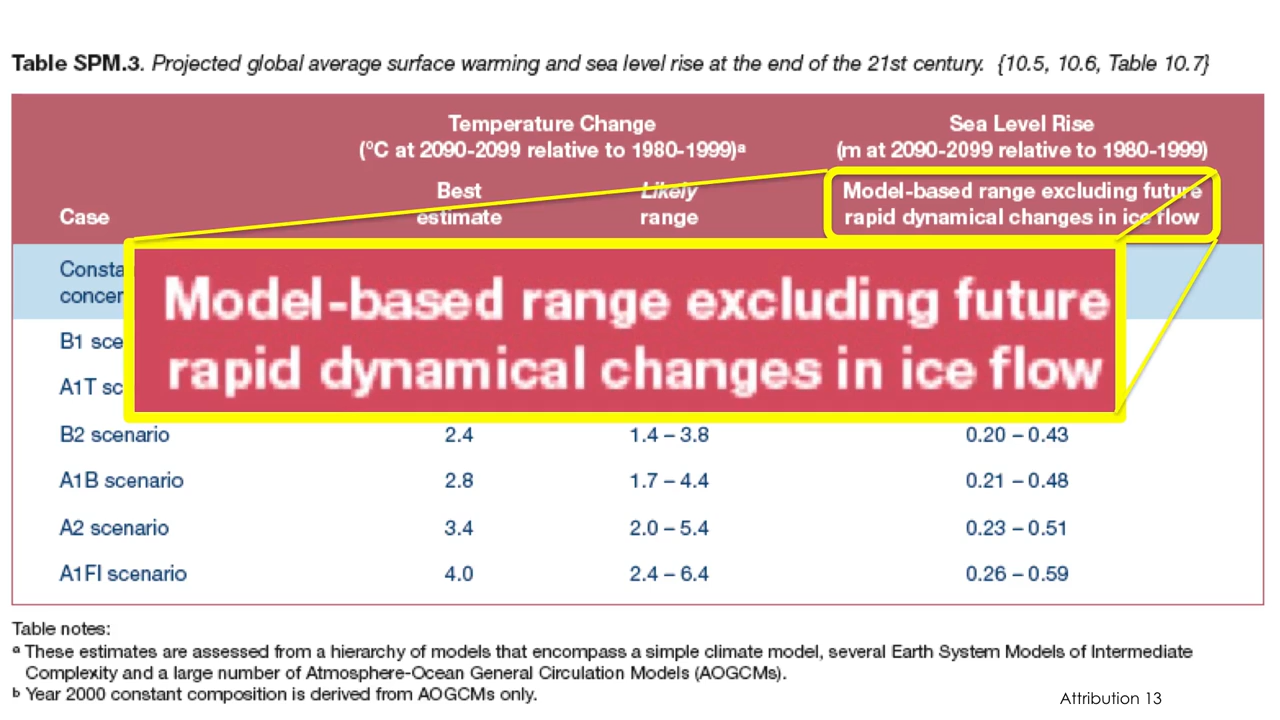 Table SPM.3. Projected global average surface warming and sea level rise at the end of the 21st century. {10.5, 10.6, Table 10.7}
Temperature Change Sea Level Rise
(°C at 2090-2099 relative to 1980-1999)ᵃ (m at 2090-2099 relative to 1980-1999)
Best Likely Model-based range excluding future
Case estimate range rapid dynamical changes in ice flow
Model-based range excluding future
rapid dynamical changes in ice flow
B1
A1T
B2 scenario 2.4 1.4 – 3.8 0.20 – 0.43
A1B scenario 2.8 1.7 – 4.4 0.21 – 0.48
A2 scenario 3.4 2.0 – 5.4 0.23 – 0.51
A1FI scenario 4.0 2.4 – 6.4 0.26 – 0.59
Table notes:
ᵃ These estimates are assessed from a hierarchy of models that encompass a simple climate model, several Earth System Models of Intermediate
Complexity and a large number of Atmosphere-Ocean General Circulation Models (AOGCMs).
ᵇ Year 2000 constant composition is derived from AOGCMs only.
Attribution 13